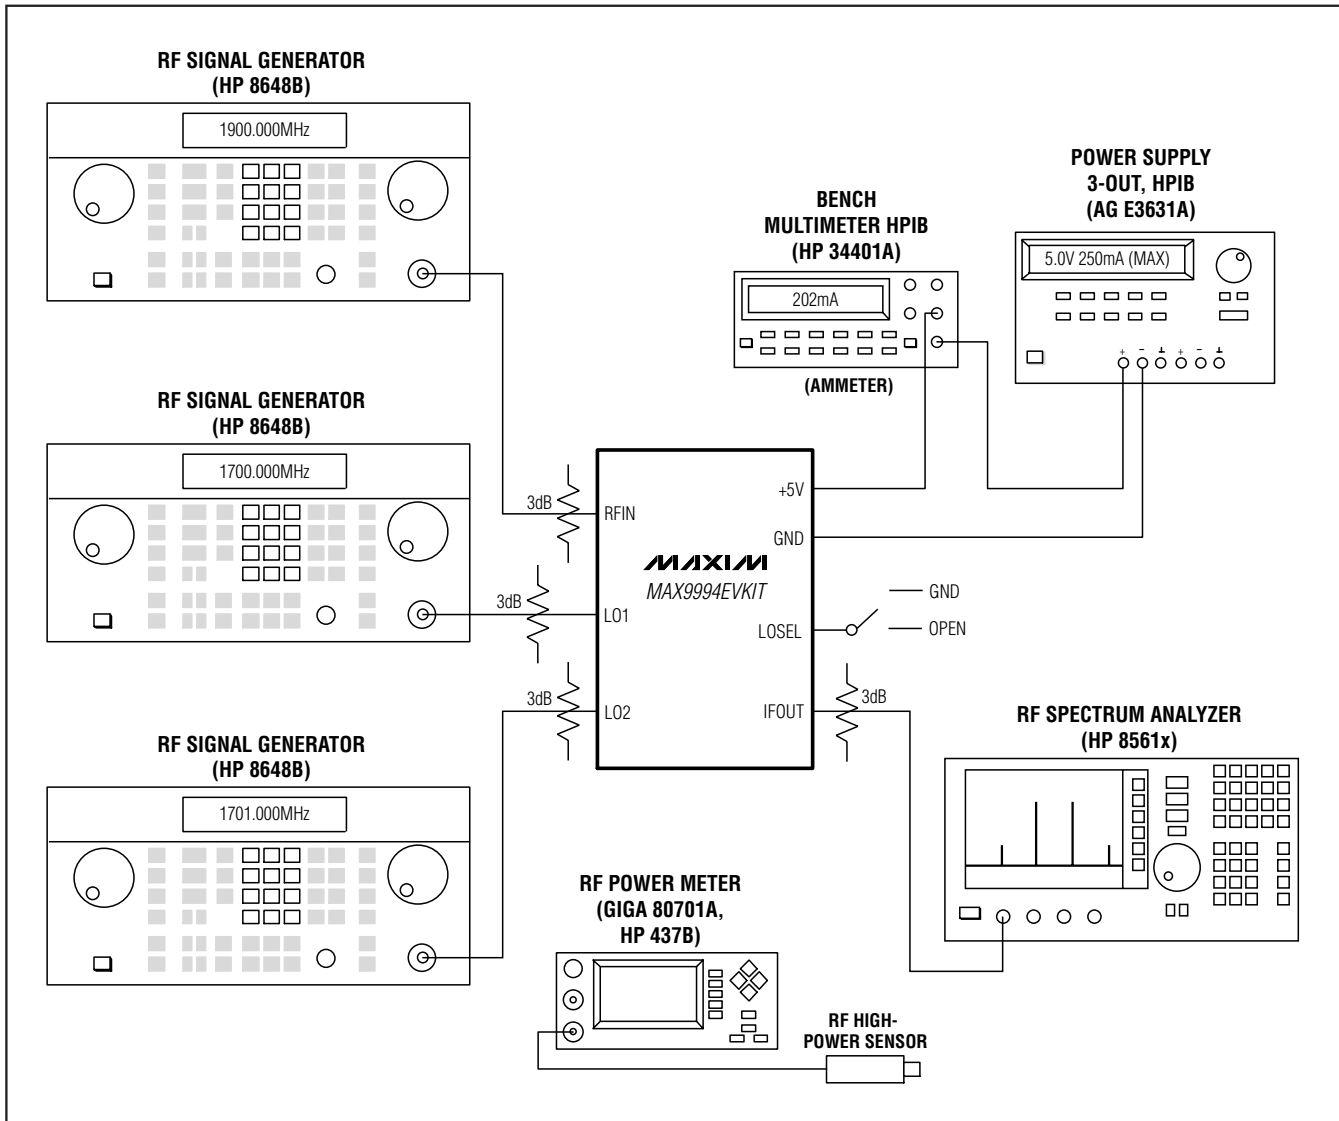 RF SIGNAL GENERATOR
(HP 8648B)
1900.000MHz
POWER SUPPLY
3-OUT, HPIB
(AG E3631A)
5.0V 250mA (MAX)
+ - + -
BENCH
MULTIMETER HPIB
(HP 34401A)
202mA
(AMMETER)
RF SIGNAL GENERATOR
(HP 8648B)
1700.000MHz
3dB
RFIN
+5V
GND
MAXIM
MAX9994EVKIT
3dB
LO1
LOSEL
GND
OPEN
3dB
LO2
IFOUT
3dB
RF SIGNAL GENERATOR
(HP 8648B)
1701.000MHz
RF SPECTRUM ANALYZER
(HP 8561x)
RF POWER METER
(GIGA 80701A,
HP 437B)
RF HIGH-
POWER SENSOR